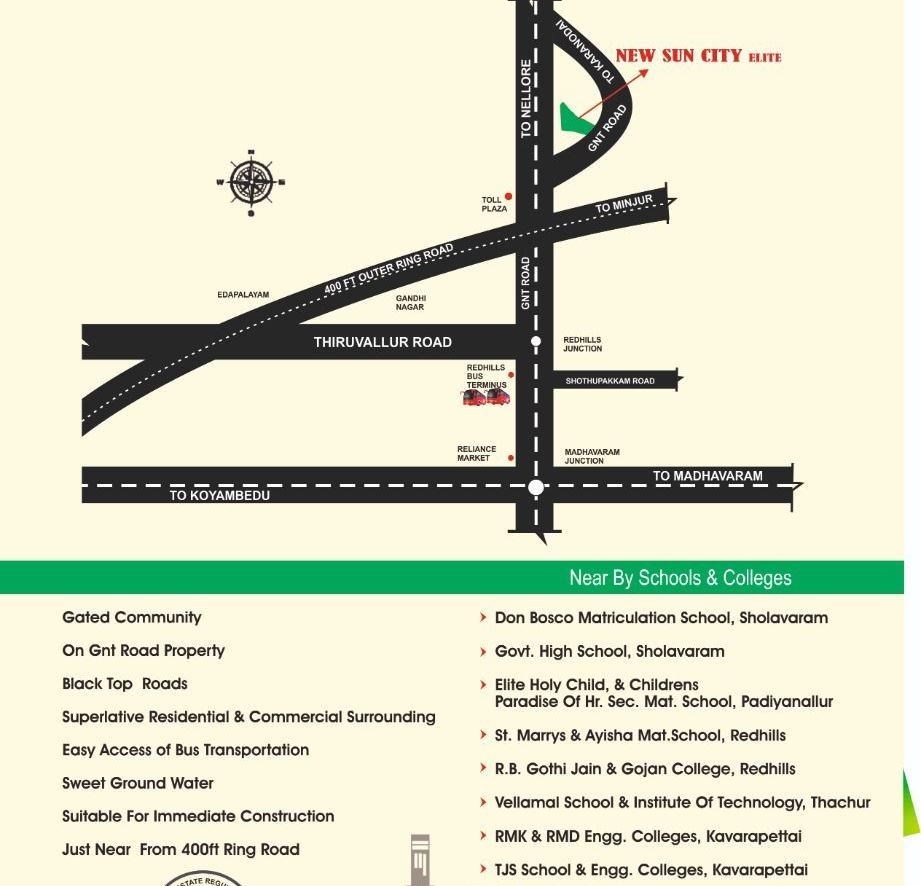 TO KARANODAI
NEW SUN CITY ELITE
TO NELLORE
GNT ROAD
N
W E
S
TOLL
PLAZA
TO MINJUR
400 FT OUTER RING ROAD
GNT ROAD
EDAPALAYAM
GANDHI
NAGAR
THIRUVALLUR ROAD
REDHILLS
JUNCTION
REDHILLS
BUS
TERMINUS
SHOTHUPAKKAM ROAD
RELIANCE
MARKET
MADHAVARAM
JUNCTION
TO MADHAVARAM
TO KOYAMBEDU
Near By Schools & Colleges
Gated Community
On Gnt Road Property
Black Top Roads
Superlative Residential & Commercial Surrounding
Easy Access of Bus Transportation
Sweet Ground Water
Suitable For Immediate Construction
Just Near From 400ft Ring Road
Don Bosco Matriculation School, Sholavaram
Govt. High School, Sholavaram
Elite Holy Child, & Childrens
Paradise Of Hr. Sec. Mat. School, Padiyanallur
St. Marrys & Ayisha Mat.School, Redhills
R.B. Gothi Jain & Gojan College, Redhills
Vellamal School & Institute Of Technology, Thachur
RMK & RMD Engg. Colleges, Kavarapettai
TJS School & Engg. Colleges, Kavarapettai